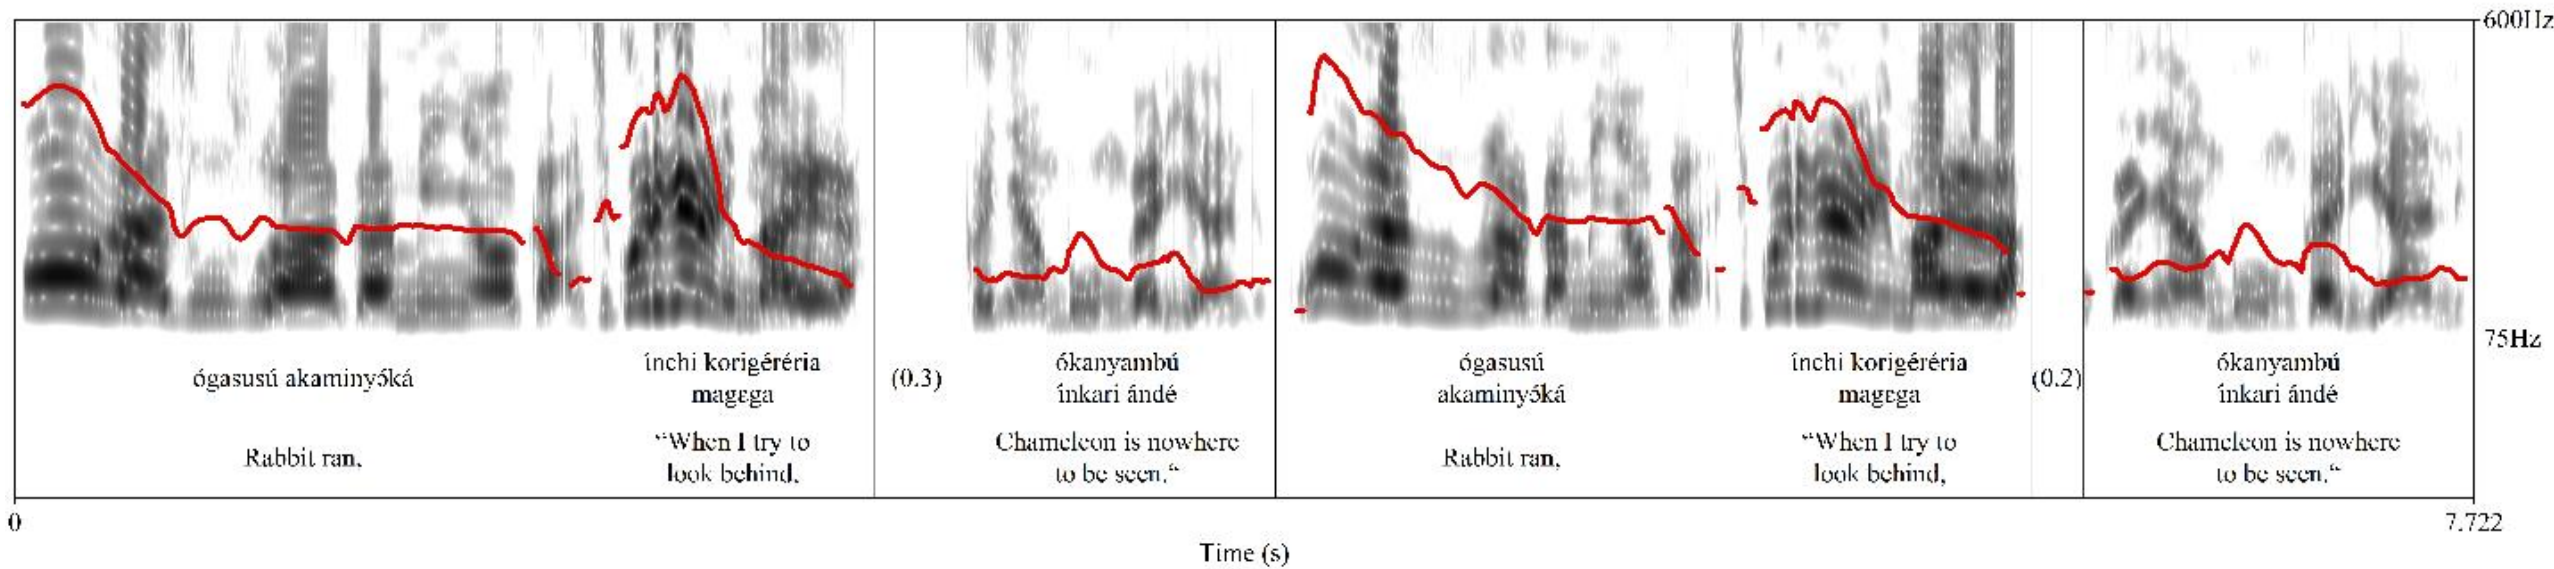 600Hz
75Hz
ógasusú akaminyɔ́ká
ínchi korigéréria
magɛga
(0.3)
ókanyambú
ínkari ándé
ógasusú
akaminyɔ́ká
ínchi korigéréria
magɛga
(0.2)
ókanyambú
ínkari ándé
Rabbit ran,
“When I try to
look behind,
Chameleon is nowhere
to be seen.“
Rabbit ran,
“When I try to
look behind,
Chameleon is nowhere
to be seen.“
0
7.722
Time (s)